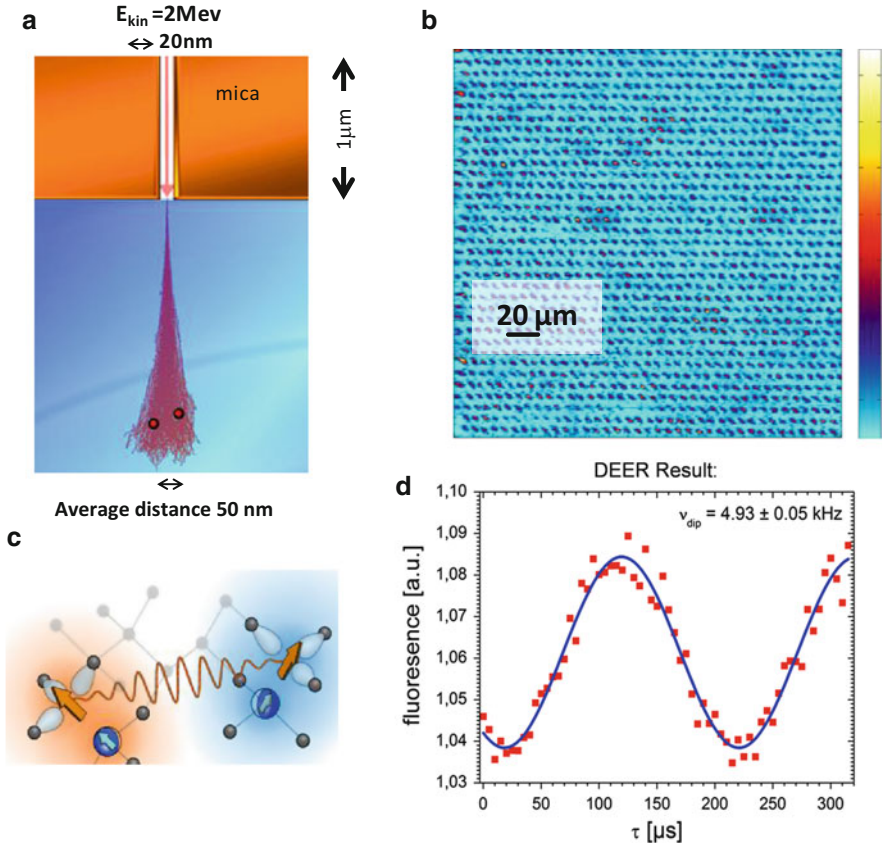 a
E_kin =2Mev
20nm
mica
1µm
Average distance 50 nm
b
20 µm
c
d
DEER Result:
ν_dip = 4.93 ± 0.05 kHz
fluoresence [a.u.]
1,10
1,09
1,08
1,07
1,06
1,05
1,04
1,03
0
50
100
150
200
250
300
τ [µs]